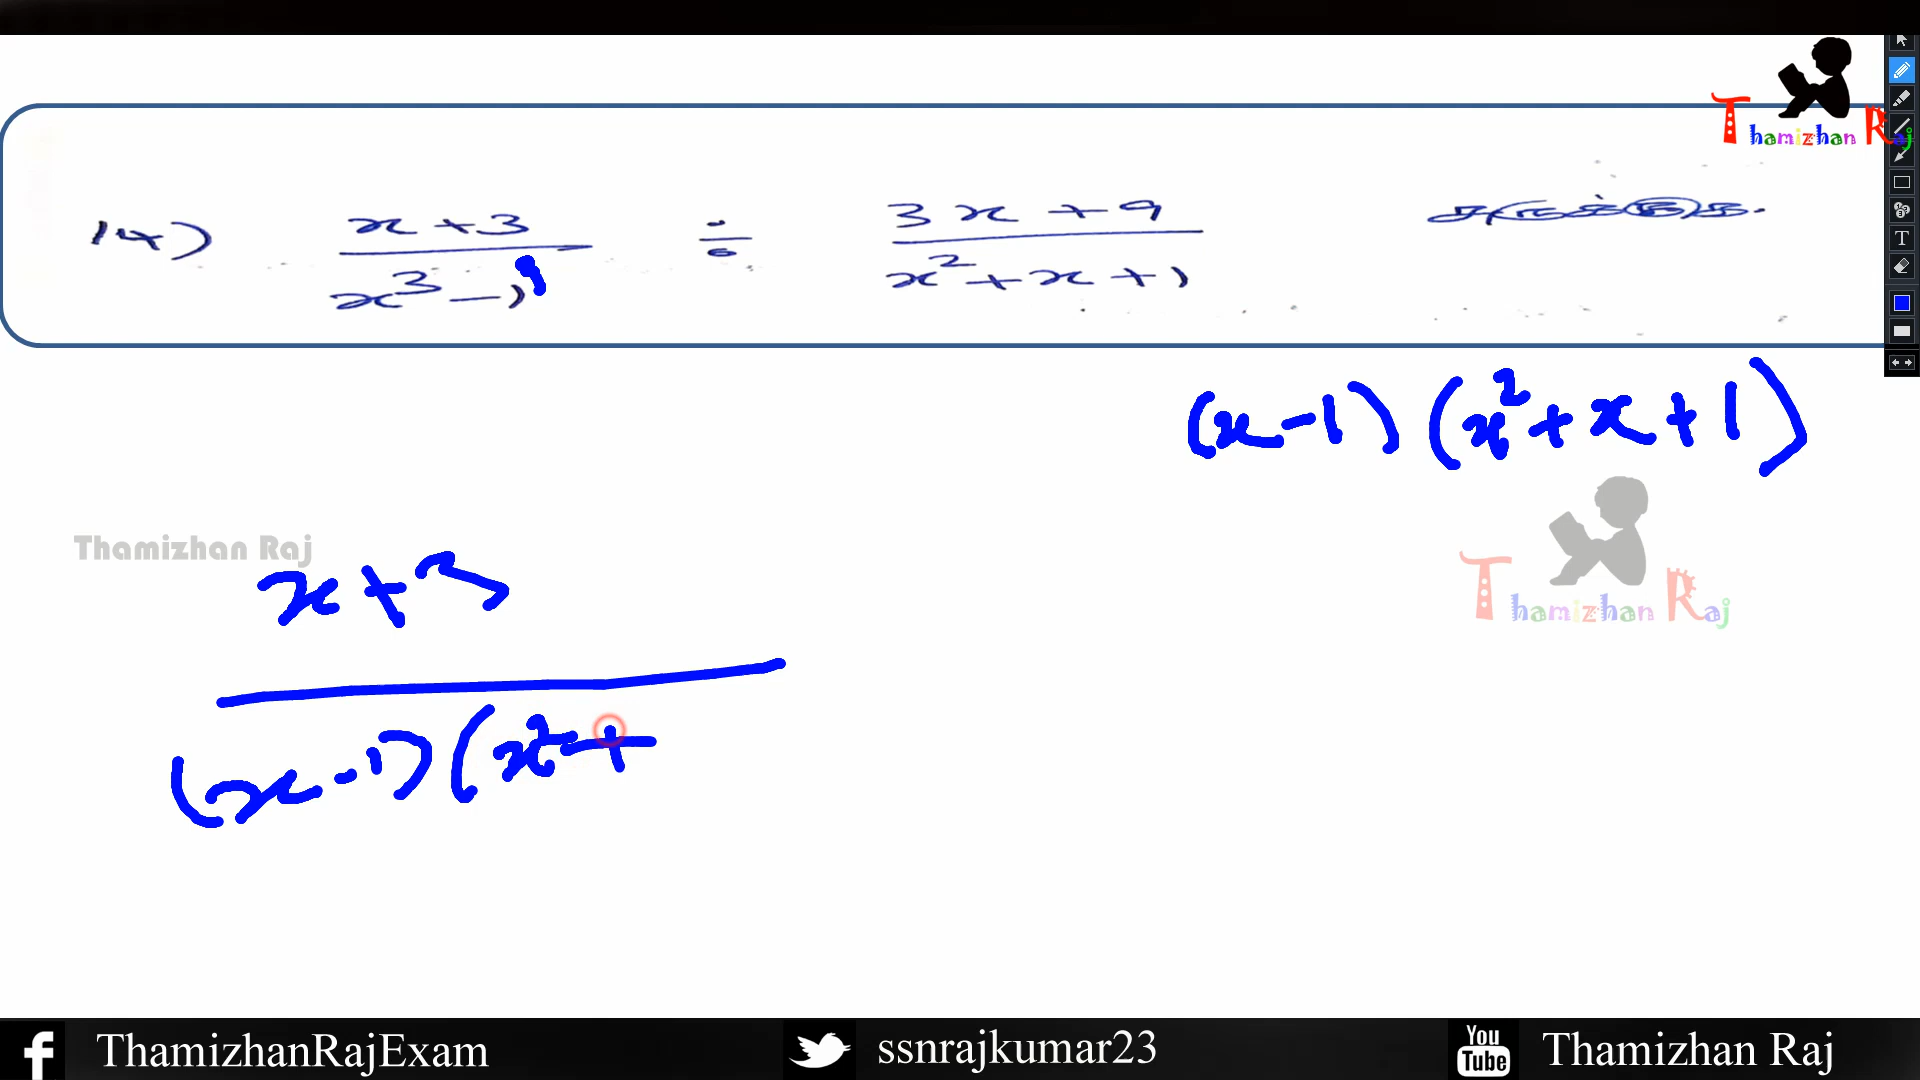 Thamizhan Raj
14) x + 3 / x³ - 1 ÷ 3x + 9 / x² + x + 1
(x - 1) (x² + x + 1)
Thamizhan Raj
Thamizhan Raj
x + 3
(x - 1) (x² +
ThamizhanRajExam
ssnrajkumar23
You Tube
Thamizhan Raj